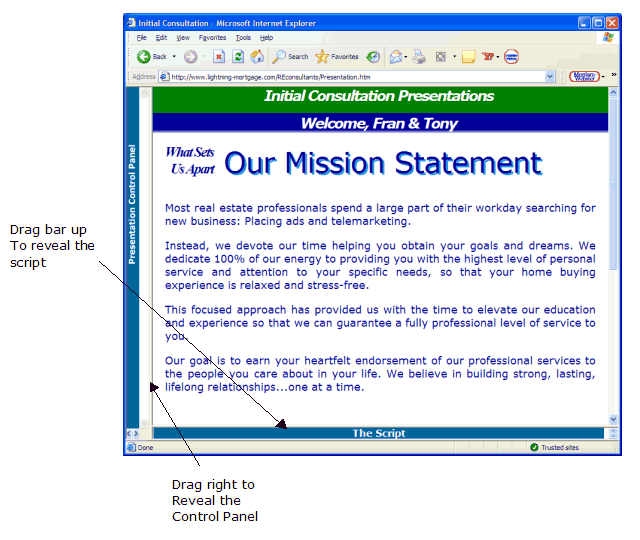 Initial Consultation - Microsoft Internet Explorer
File Edit View Favorites Tools Help
Back Search Favorites
Address http://www.lightning-mortgage.com/REconsultants/Presentation.htm
Merriam Webster
Initial Consultation Presentations
Welcome, Fran & Tony
What Sets
Us Apart
Our Mission Statement
Presentation Control Panel
Most real estate professionals spend a large part of their workday searching for
new business: Placing ads and telemarketing.
Instead, we devote our time helping you obtain your goals and dreams. We
dedicate 100% of our energy to providing you with the highest level of personal
service and attention to your specific needs, so that your home buying
experience is relaxed and stress-free.
This focused approach has provided us with the time to elevate our education
and experience so that we can guarantee a fully professional level of service to
you.
Our goal is to earn your heartfelt endorsement of our professional services to
the people you care about in your life. We believe in building strong, lasting,
lifelong relationships...one at a time.
The Script
Done Trusted sites
Drag bar up
To reveal the
script
Drag right to
Reveal the
Control Panel